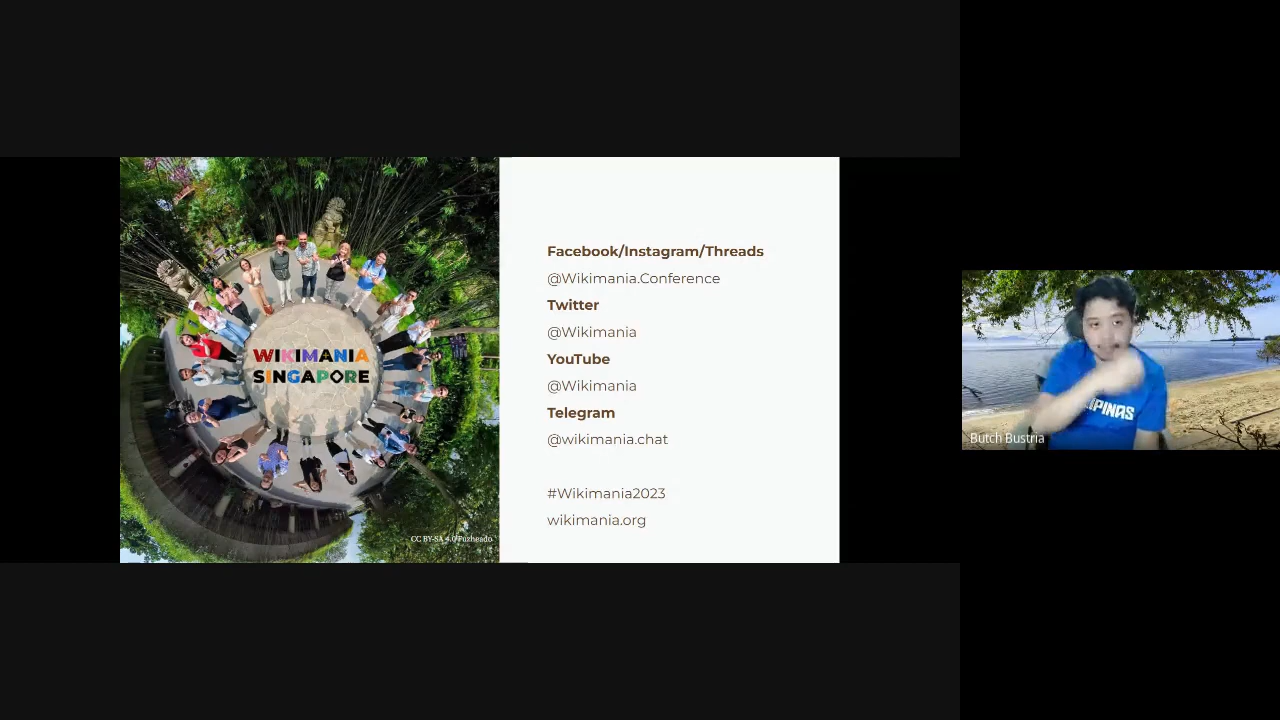 WIKIMANIA
SINGAPORE
CC BY-SA 4.0 Fuzheado
Facebook/Instagram/Threads
@Wikimania.Conference
Twitter
@Wikimania
YouTube
@Wikimania
Telegram
@wikimania.chat
#Wikimania2023
wikimania.org
Butch Bustria